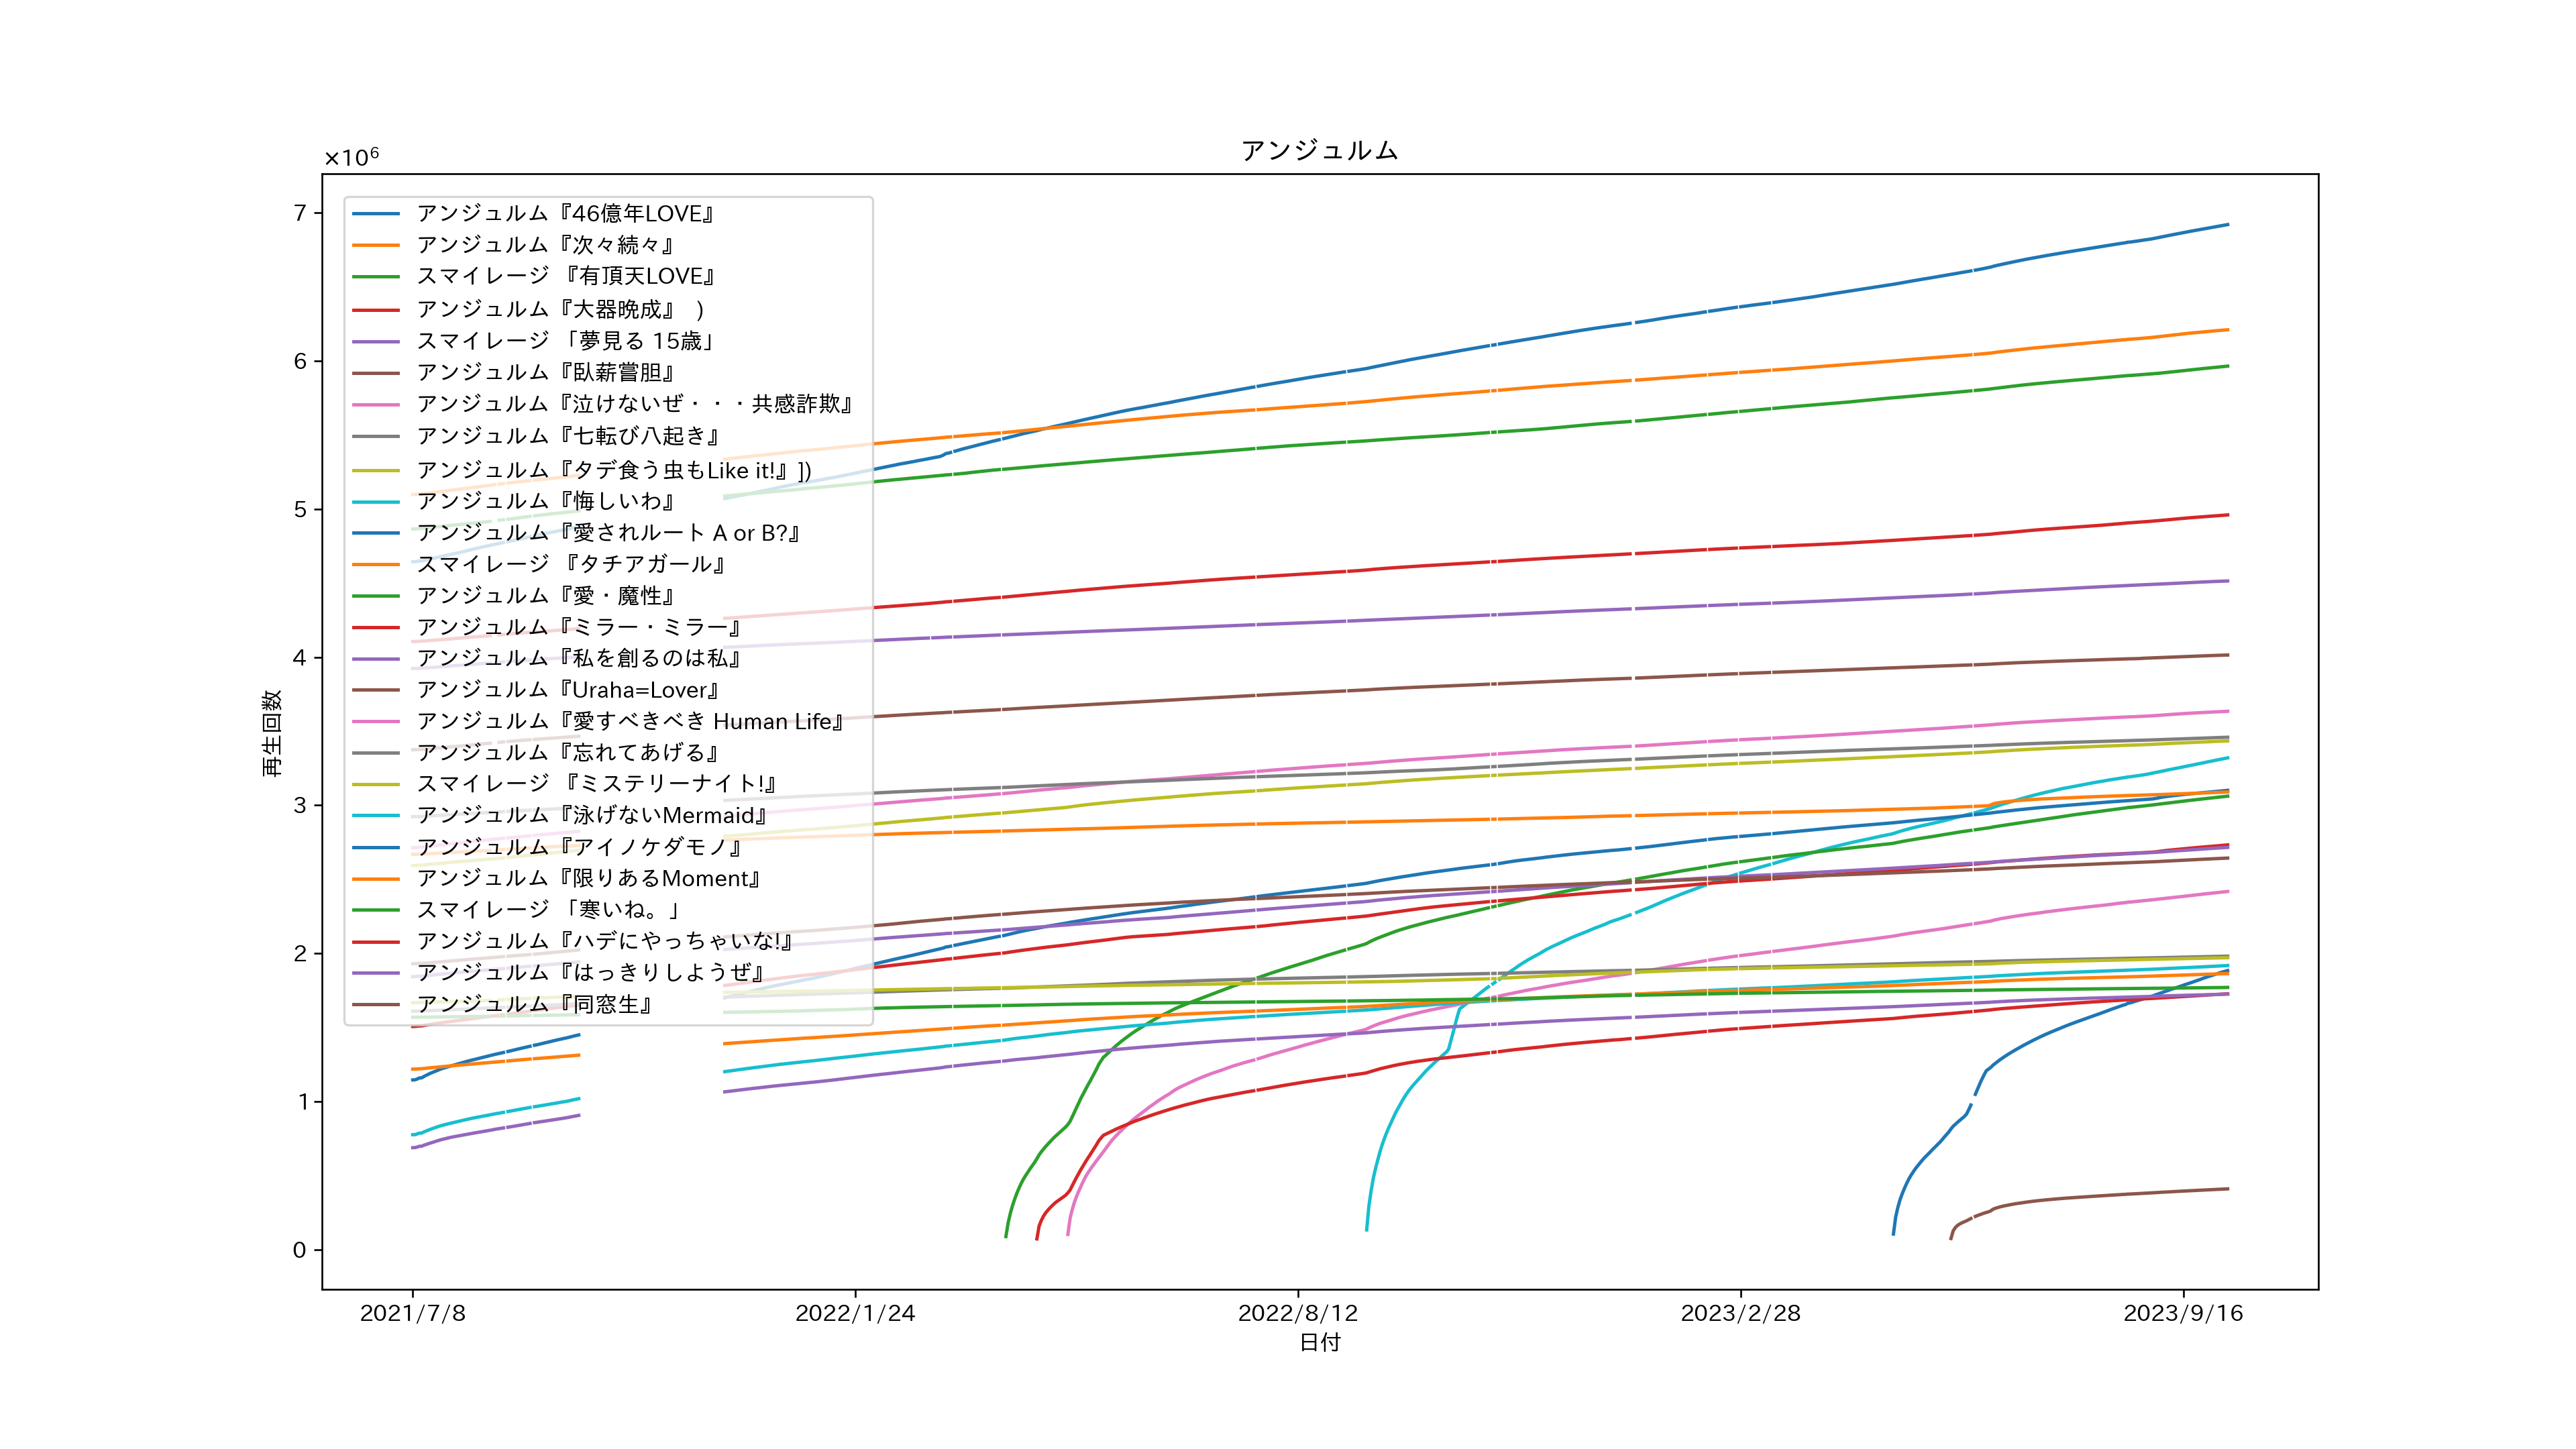 アンジュルム
×10⁶
7
6
5
4
3
2
1
0
再生回数
アンジュルム『46億年LOVE』
アンジュルム『次々続々』
スマイレージ 『有頂天LOVE』
アンジュルム『大器晩成』 )
スマイレージ 「夢見る 15歳」
アンジュルム『臥薪嘗胆』
アンジュルム『泣けないぜ・・・共感詐欺』
アンジュルム『七転び八起き』
アンジュルム『タデ食う虫もLike it!』])
アンジュルム『悔しいわ』
アンジュルム『愛されルート A or B?』
スマイレージ 『タチアガール』
アンジュルム『愛・魔性』
アンジュルム『ミラー・ミラー』
アンジュルム『私を創るのは私』
アンジュルム『Uraha=Lover』
アンジュルム『愛すべきべき Human Life』
アンジュルム『忘れてあげる』
スマイレージ 『ミステリーナイト!』
アンジュルム『泳げないMermaid』
アンジュルム『アイノケダモノ』
アンジュルム『限りあるMoment』
スマイレージ 「寒いね。」
アンジュルム『ハデにやっちゃいな!』
アンジュルム『はっきりしようぜ』
アンジュルム『同窓生』
2021/7/8 2022/1/24 2022/8/12 2023/2/28 2023/9/16
日付